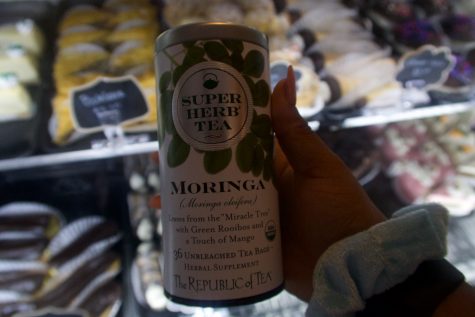 SUPER
HERB®
TEA
MORINGA
(Moringa oleifera)
Leaves from the "Miracle Tree"
with Green Rooibos and
a Touch of Mango
36 UNBLEACHED TEA BAGS
HERBAL SUPPLEMENT
The REPUBLIC of TEA